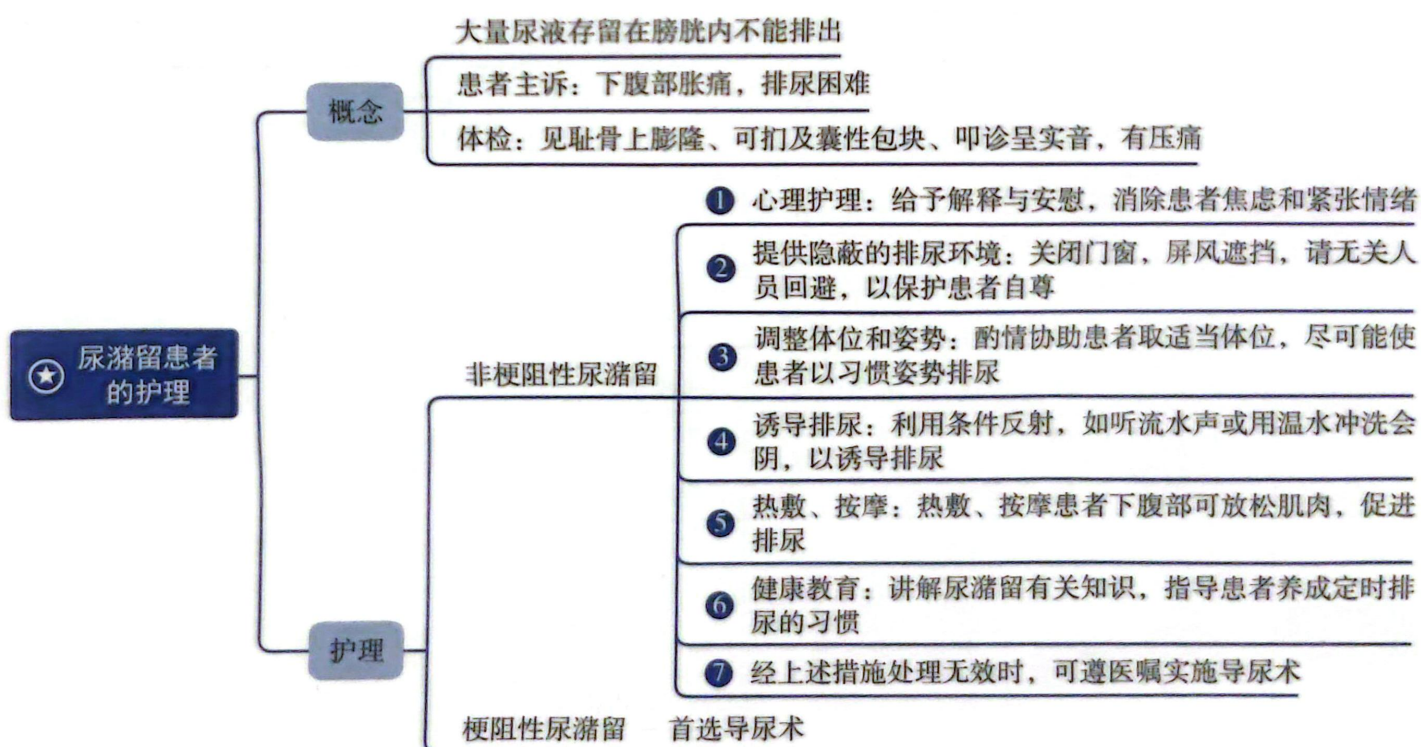 尿潴留患者
的护理
概念
大量尿液存留在膀胱内不能排出
患者主诉：下腹部胀痛，排尿困难
体检：见耻骨上膨隆、可扪及囊性包块、叩诊呈实音，有压痛
护理
非梗阻性尿潴留
❶ 心理护理：给予解释与安慰，消除患者焦虑和紧张情绪
❷ 提供隐蔽的排尿环境：关闭门窗，屏风遮挡，请无关人
员回避，以保护患者自尊
❸ 调整体位和姿势：酌情协助患者取适当体位，尽可能使
患者以习惯姿势排尿
❹ 诱导排尿：利用条件反射，如听流水声或用温水冲洗会
阴，以诱导排尿
❺ 热敷、按摩：热敷、按摩患者下腹部可放松肌肉，促进
排尿
❻ 健康教育：讲解尿潴留有关知识，指导患者养成定时排
尿的习惯
❼ 经上述措施处理无效时，可遵医嘱实施导尿术
梗阻性尿潴留 首选导尿术